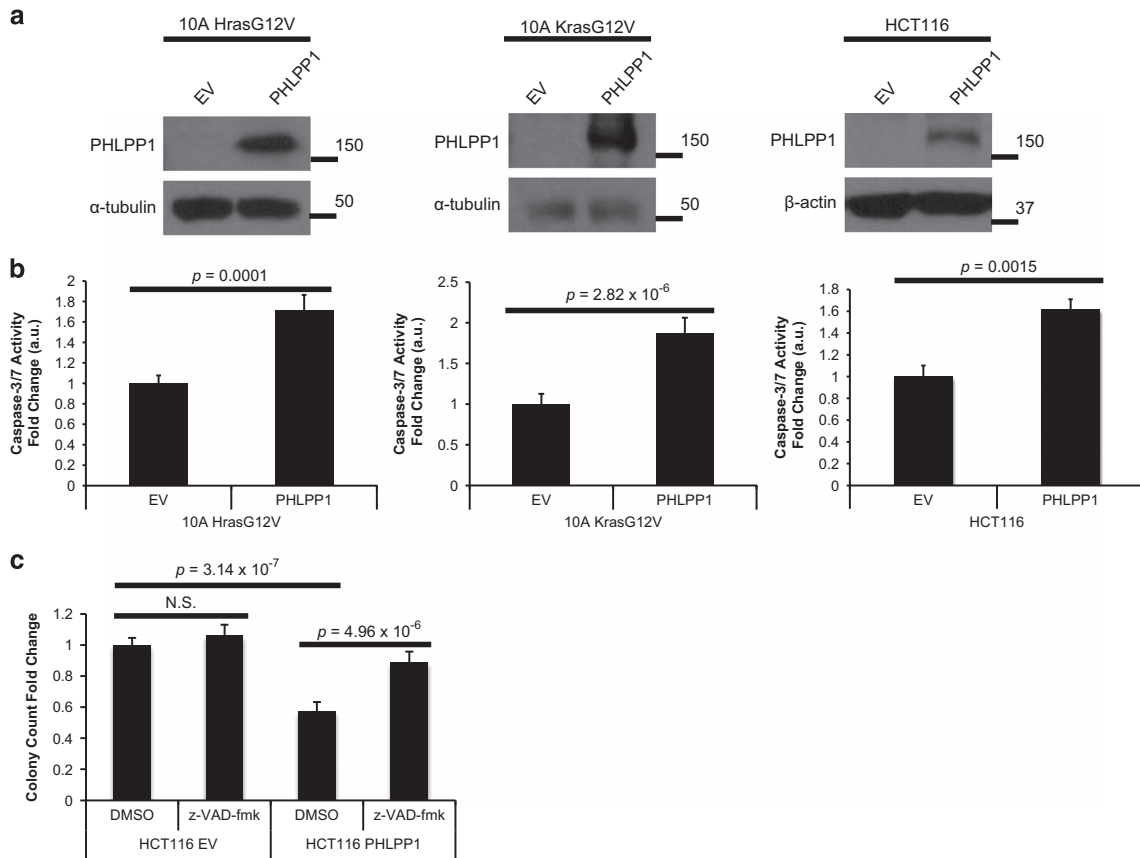 a
10A HrasG12V
EV PHLPP1
PHLPP1
150
α-tubulin
50
10A KrasG12V
EV PHLPP1
PHLPP1
150
α-tubulin
50
HCT116
EV PHLPP1
PHLPP1
150
β-actin
37
b
p = 0.0001
Caspase-3/7 Activity
Fold Change (a.u.)
2
1.8
1.6
1.4
1.2
1
0.8
0.6
0.4
0.2
0
EV PHLPP1
10A HrasG12V
p = 2.82 x 10-6
Caspase-3/7 Activity
Fold Change (a.u.)
2.5
2
1.5
1
0.5
0
EV PHLPP1
10A KrasG12V
p = 0.0015
Caspase-3/7 Activity
Fold Change (a.u.)
1.8
1.6
1.4
1.2
1
0.8
0.6
0.4
0.2
0
EV PHLPP1
HCT116
c
p = 3.14 x 10-7
N.S.
p = 4.96 x 10-6
Colony Count Fold Change
1.2
1
0.8
0.6
0.4
0.2
0
DMSO z-VAD-fmk DMSO z-VAD-fmk
HCT116 EV HCT116 PHLPP1